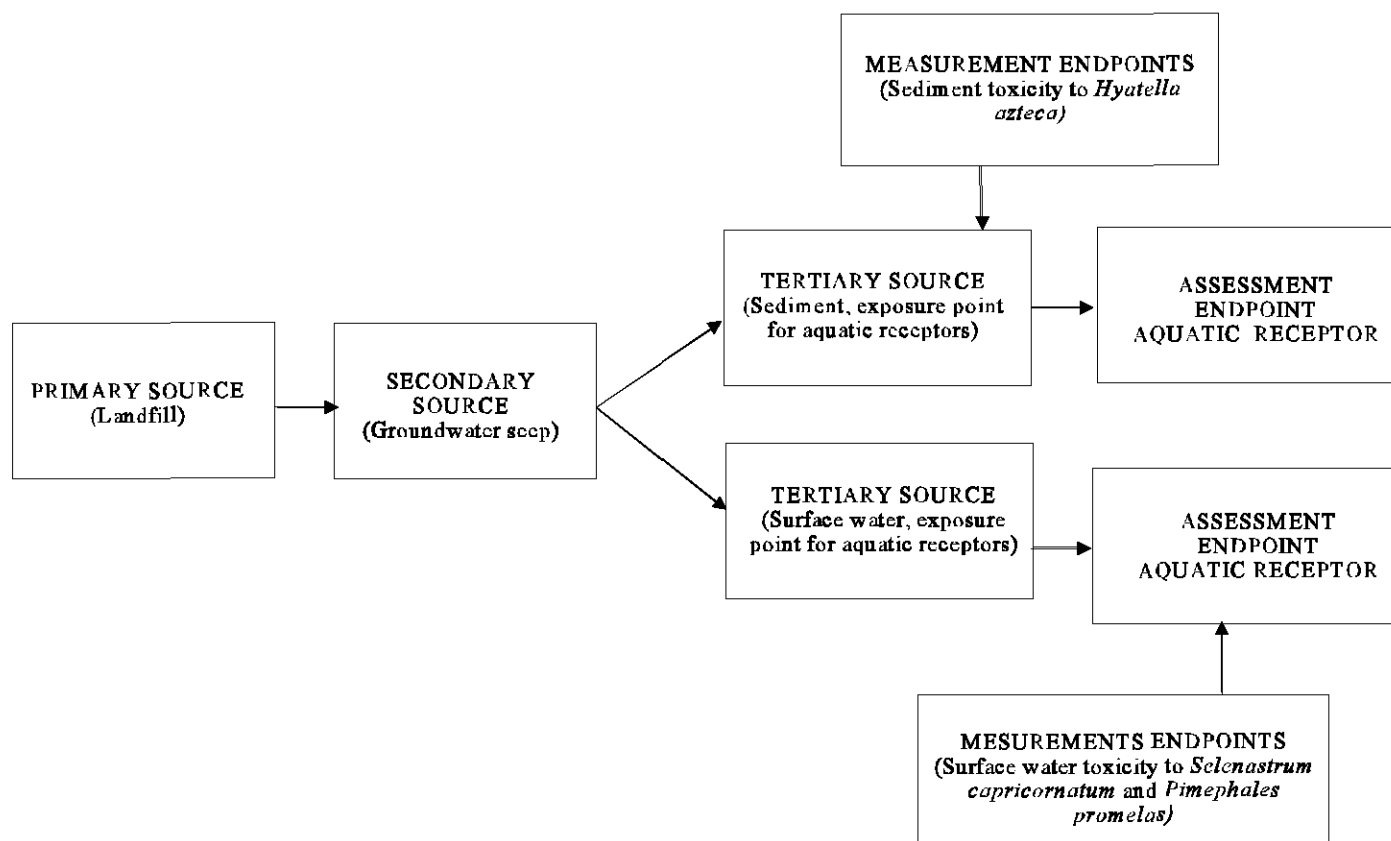 MEASUREMENT ENDPOINTS
(Sediment toxicity to Hyatella
azteca)
TERTIARY SOURCE
(Sediment, exposure point
for aquatic receptors)
ASSESSMENT
ENDPOINT
AQUATIC RECEPTOR
PRIMARY SOURCE
(Landfill)
SECONDARY
SOURCE
(Groundwater seep)
TERTIARY SOURCE
(Surface water, exposure
point for aquatic receptors)
ASSESSMENT
ENDPOINT
AQUATIC RECEPTOR
MESUREMENTS ENDPOINTS
(Surface water toxicity to Selenastrum
capricornatum and Pimephales
promelas)